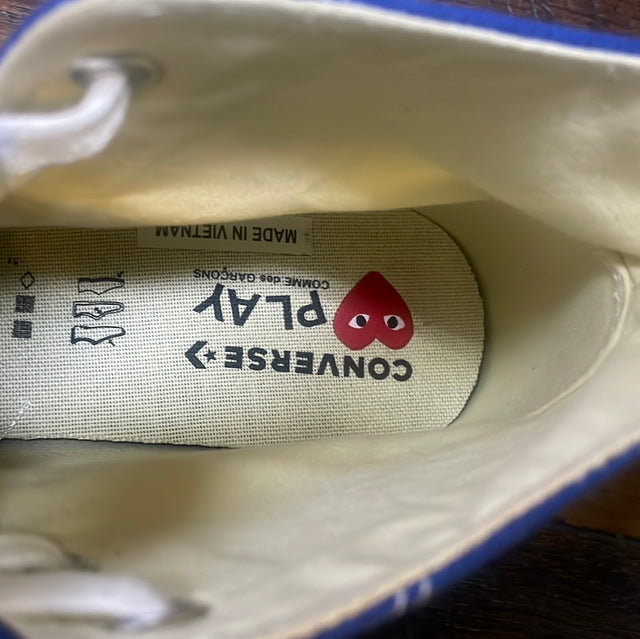 CONVERSE
PLAY
COMME des GARÇONS
MADE IN VIETNAM